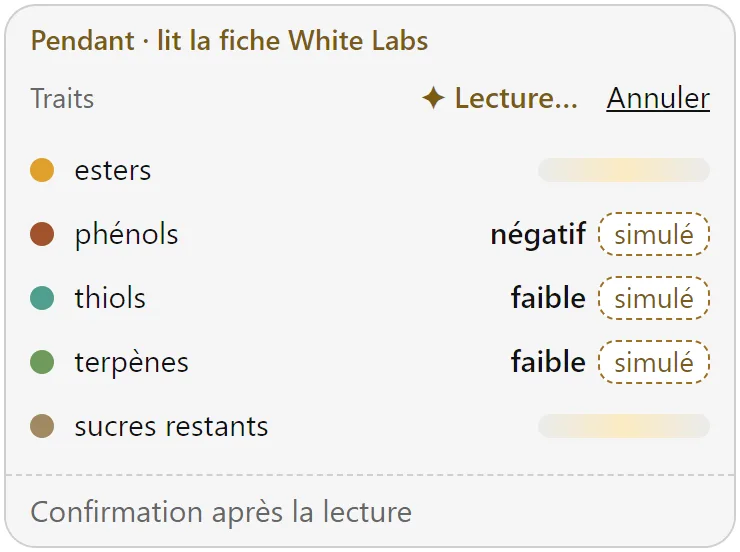 Pendant · lit la fiche White Labs
Traits ✦ Lecture… Annuler
esters
phénols négatif simulé
thiols faible simulé
terpènes faible simulé
sucres restants
Confirmation après la lecture